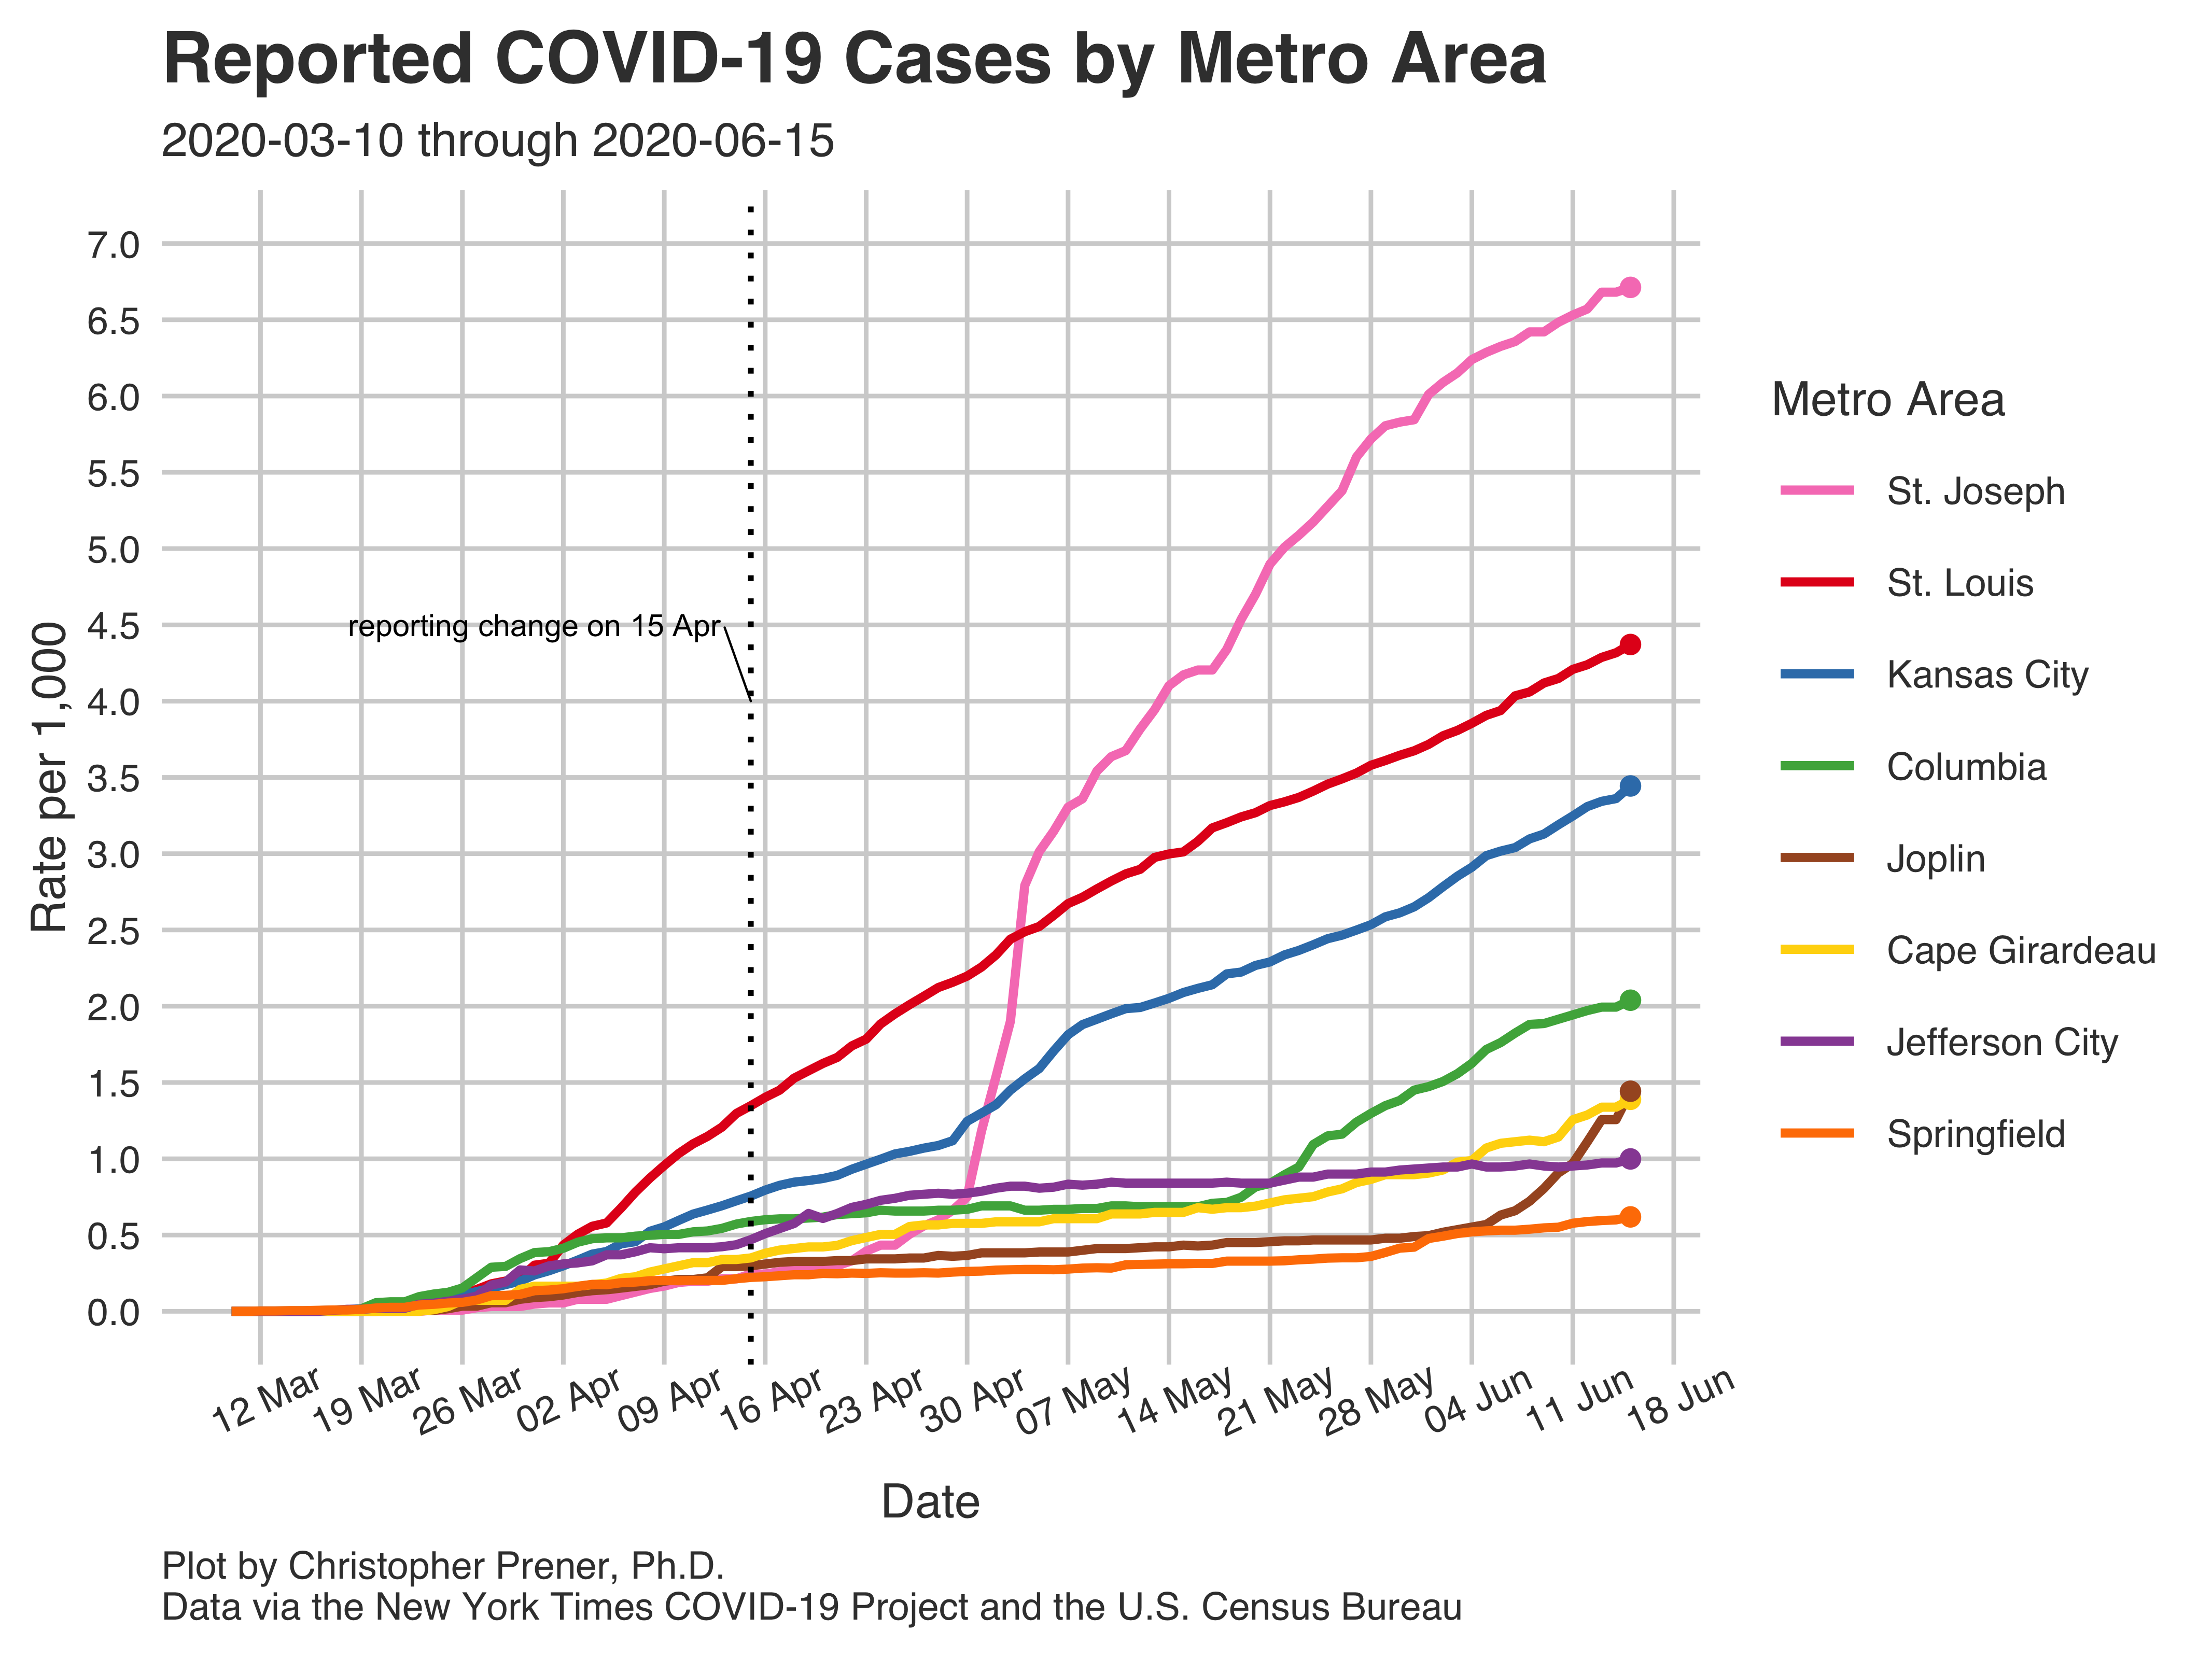 Reported COVID-19 Cases by Metro Area
2020-03-10 through 2020-06-15
Rate per 1,000
7.0
6.5
6.0
5.5
5.0
4.5
4.0
3.5
3.0
2.5
2.0
1.5
1.0
0.5
0.0
reporting change on 15 Apr
12 Mar
19 Mar
26 Mar
02 Apr
09 Apr
16 Apr
23 Apr
30 Apr
07 May
14 May
21 May
28 May
04 Jun
11 Jun
18 Jun
Date
Metro Area
St. Joseph
St. Louis
Kansas City
Columbia
Joplin
Cape Girardeau
Jefferson City
Springfield
Plot by Christopher Prener, Ph.D.
Data via the New York Times COVID-19 Project and the U.S. Census Bureau